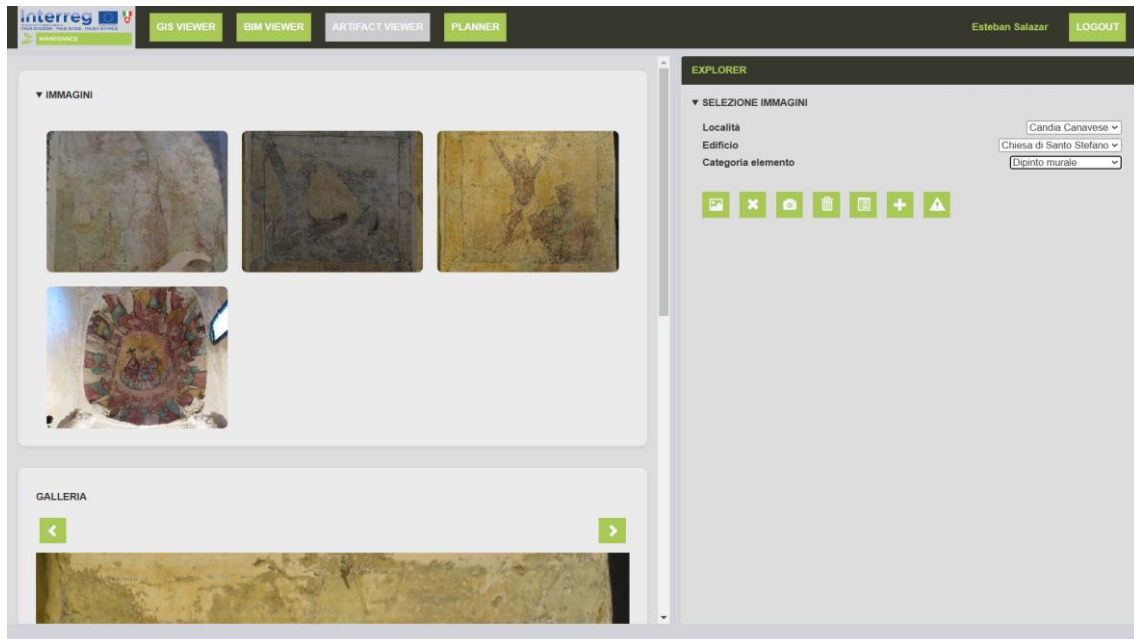 Interreg
MAIN10ANCE
GIS VIEWER
BIM VIEWER
ARTIFACT VIEWER
PLANNER
Esteban Salazar
LOGOUT
▼ IMMAGINI
GALLERIA
EXPLORER
▼ SELEZIONE IMMAGINI
Località
Candia Canavese
Edificio
Chiesa di Santo Stefano
Categoria elemento
Dipinto murale